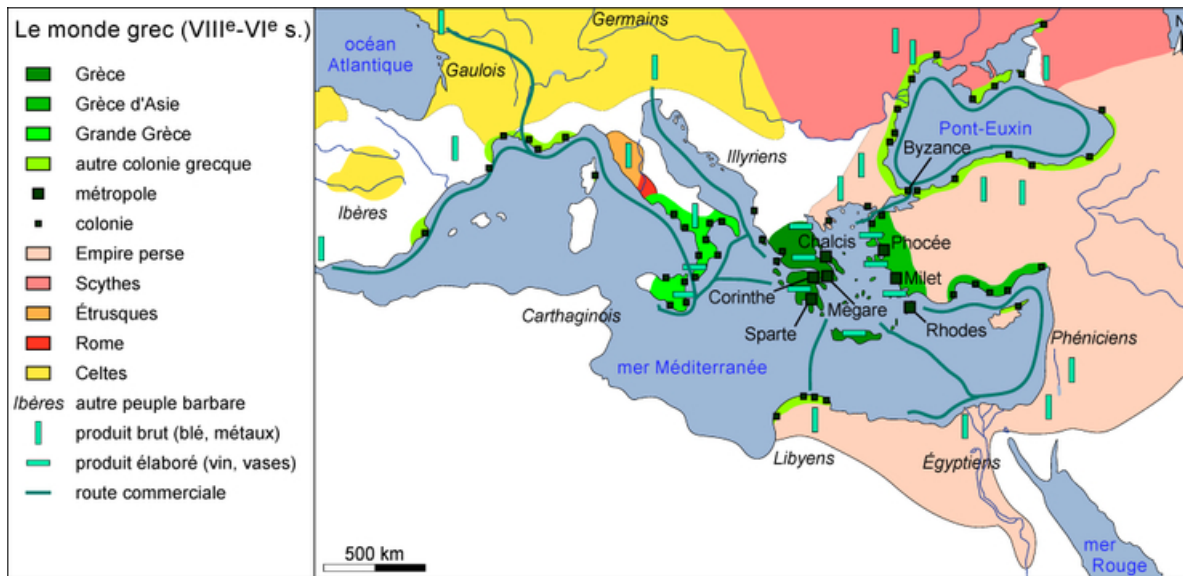 Le monde grec (VIIIe-VIe s.)
Grèce
Grèce d'Asie
Grande Grèce
autre colonie grecque
métropole
colonie
Empire perse
Scythes
Étrusques
Rome
Celtes
Ibères autre peuple barbare
produit brut (blé, métaux)
produit élaboré (vin, vases)
route commerciale
océan
Atlantique
Germains
Gaulois
N
Pont-Euxin
Byzance
Illyriens
Ibères
Chalcis
Phocée
Milet
Corinthe
Mégare
Carthaginois
Sparte
Rhodes
Phéniciens
mer Méditerranée
Libyens
Égyptiens
mer
Rouge
500 km